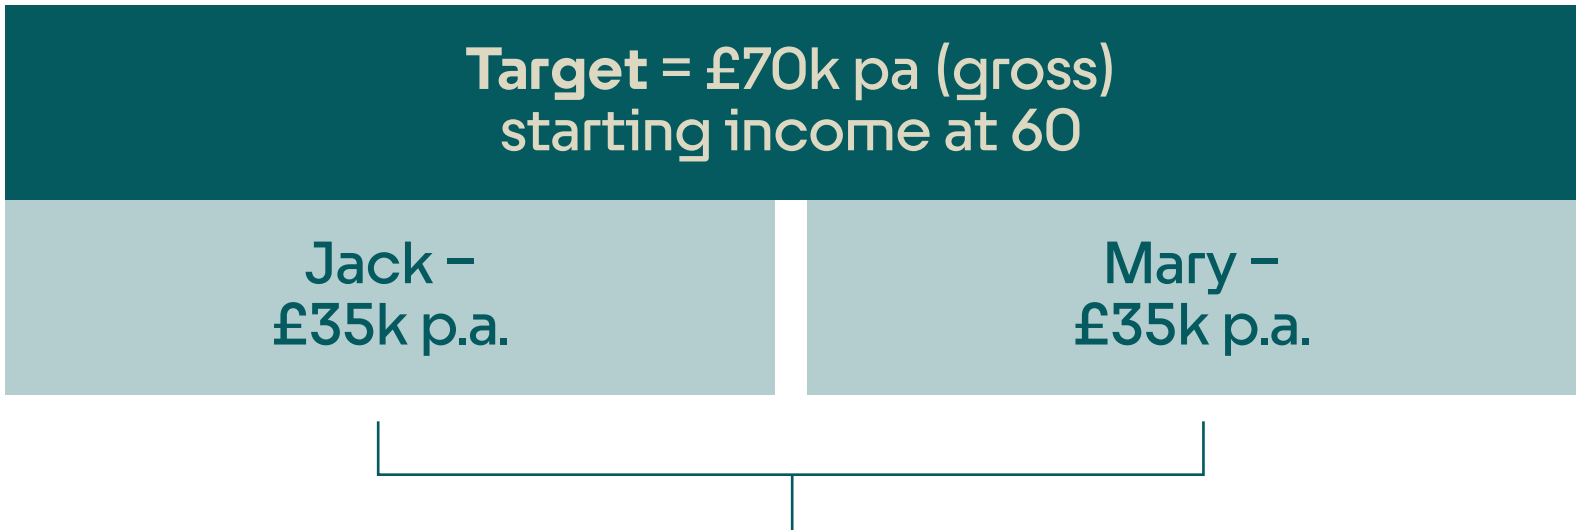 Target = £70k pa (gross)
starting income at 60
Jack –
£35k p.a.
Mary –
£35k p.a.